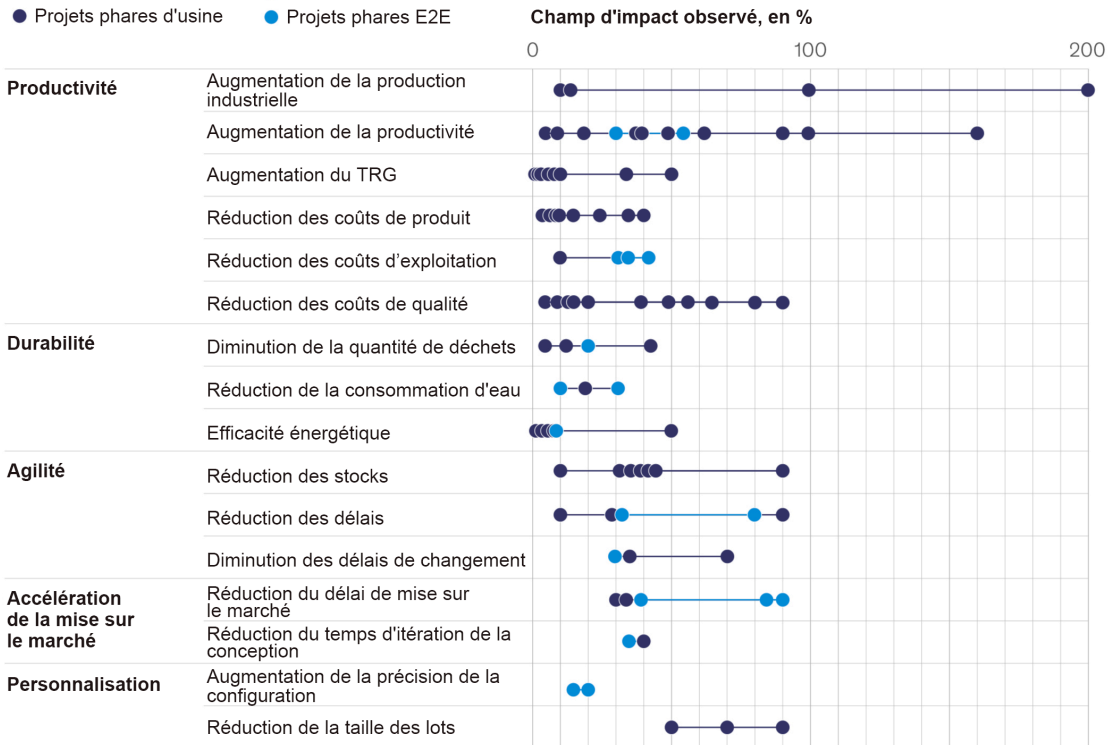 Projets phares d'usine
Projets phares E2E
Champ d'impact observé, en %
0
100
200
Productivité
Augmentation de la production
industrielle
Augmentation de la productivité
Augmentation du TRG
Réduction des coûts de produit
Réduction des coûts d’exploitation
Réduction des coûts de qualité
Durabilité
Diminution de la quantité de déchets
Réduction de la consommation d'eau
Efficacité énergétique
Agilité
Réduction des stocks
Réduction des délais
Diminution des délais de changement
Accélération
de la mise sur
le marché
Réduction du délai de mise sur
le marché
Réduction du temps d'itération de la
conception
Personnalisation
Augmentation de la précision de la
configuration
Réduction de la taille des lots